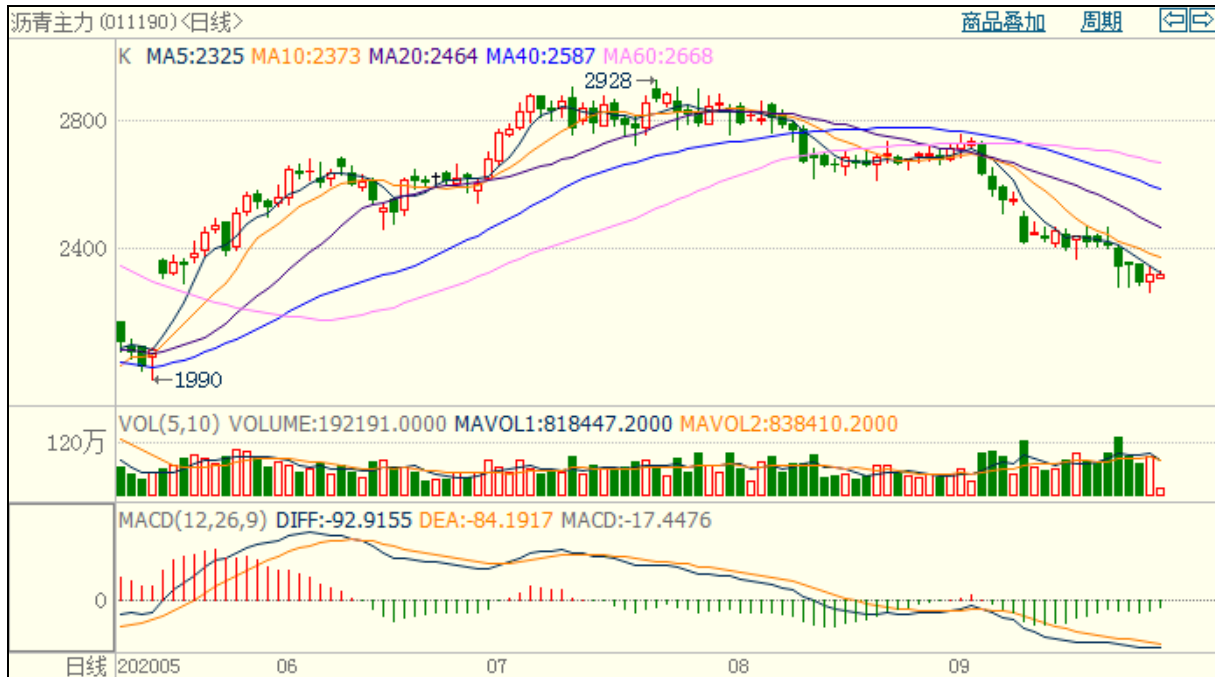 沥青主力(011190)<日线> 商品叠加 周期
K MA5:2325 MA10:2373 MA20:2464 MA40:2587 MA60:2668
2928
2800
2400
1990
VOL(5,10) VOLUME:192191.0000 MAVOL1:818447.2000 MAVOL2:838410.2000
120万
MACD(12,26,9) DIFF:-92.9155 DEA:-84.1917 MACD:-17.4476
0
日线 202005 06 07 08 09